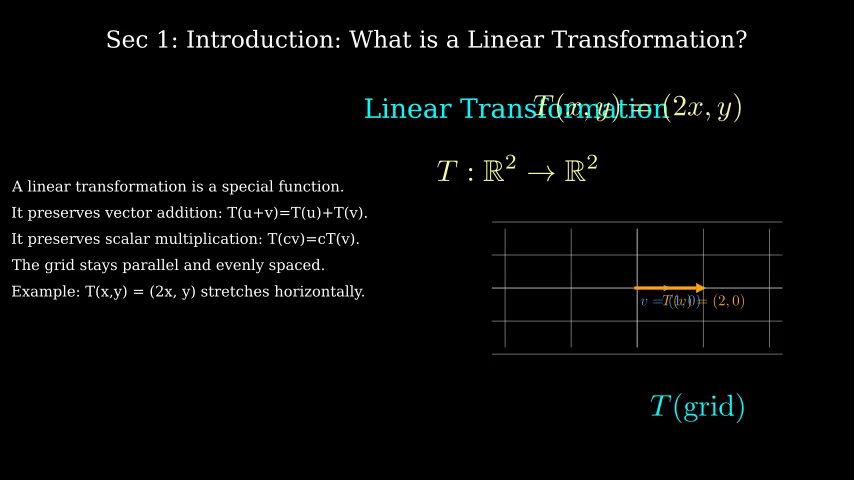 Sec 1: Introduction: What is a Linear Transformation?
Linear Transformation
T(x, y) = (2x, y)
T : ℝ² → ℝ²
A linear transformation is a special function.
It preserves vector addition: T(u+v)=T(u)+T(v).
It preserves scalar multiplication: T(cv)=cT(v).
The grid stays parallel and evenly spaced.
Example: T(x,y) = (2x, y) stretches horizontally.
v = (1, 0)
T(v) = (2, 0)
T(grid)